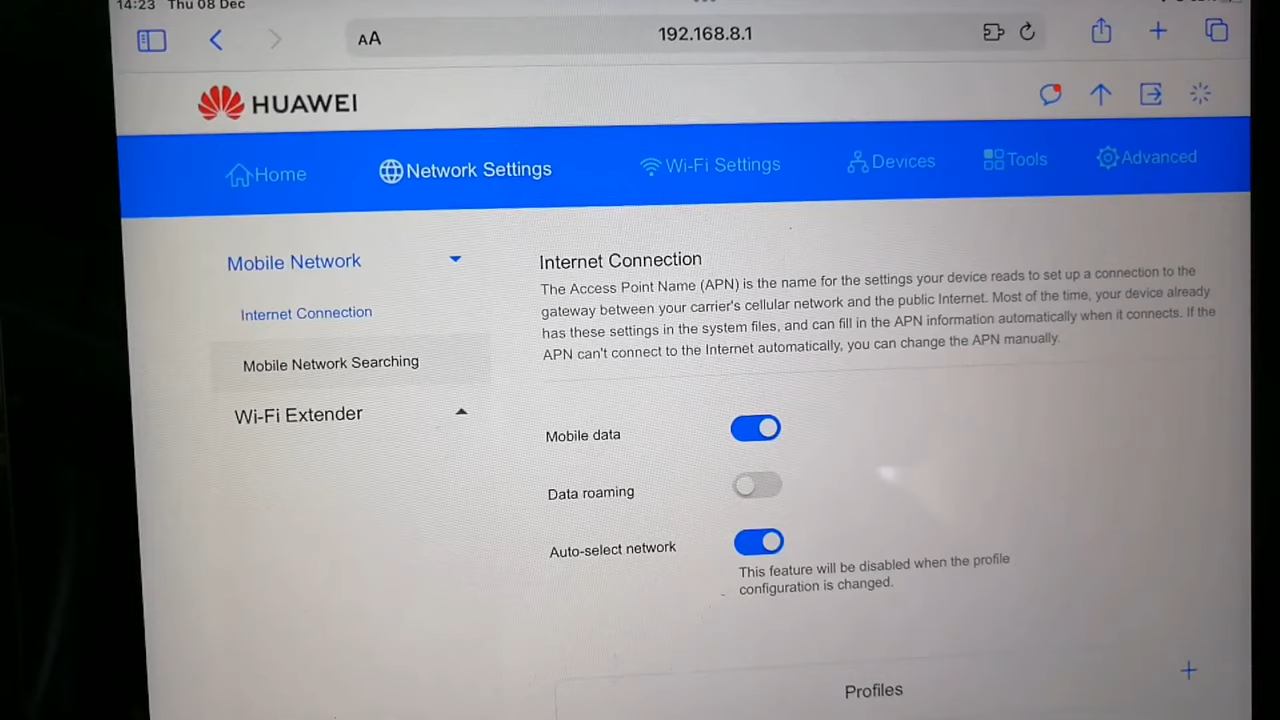 14:23 Thu 08 Dec
AA
192.168.8.1
HUAWEI
Home
Network Settings
Wi-Fi Settings
Devices
Tools
Advanced
Mobile Network
Internet Connection
Mobile Network Searching
Wi-Fi Extender
Internet Connection
The Access Point Name (APN) is the name for the settings your device reads to set up a connection to the
gateway between your carrier's cellular network and the public Internet. Most of the time, your device already
has these settings in the system files, and can fill in the APN information automatically when it connects. If the
APN can't connect to the Internet automatically, you can change the APN manually.
Mobile data
Data roaming
Auto-select network
This feature will be disabled when the profile
configuration is changed.
Profiles